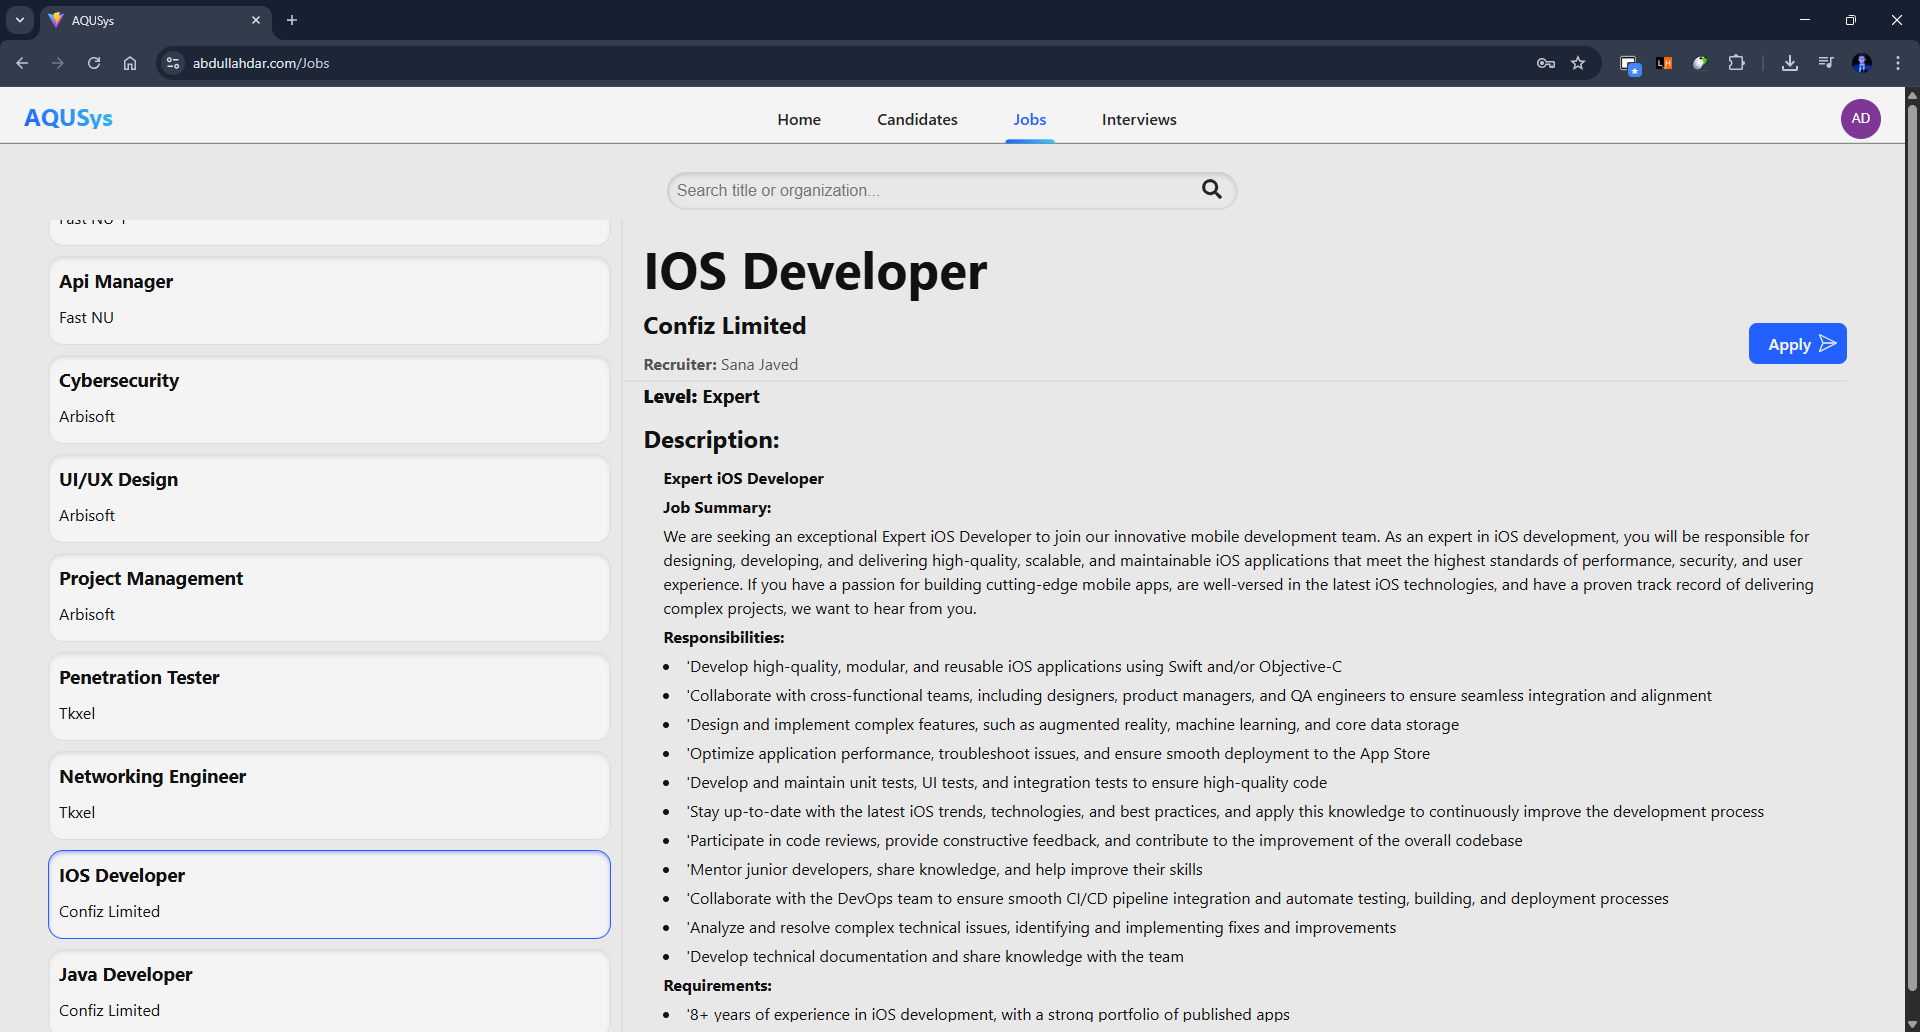 AQUSys
abdullahdar.com/Jobs
AQUSys
Home
Candidates
Jobs
Interviews
AD
Search title or organization...
Fast NU 1
Api Manager
Fast NU
Cybersecurity
Arbisoft
UI/UX Design
Arbisoft
Project Management
Arbisoft
Penetration Tester
Tkxel
Networking Engineer
Tkxel
IOS Developer
Confiz Limited
Java Developer
Confiz Limited
IOS Developer
Confiz Limited
Recruiter: Sana Javed
Apply
Level: Expert
Description:
Expert iOS Developer
Job Summary:
We are seeking an exceptional Expert iOS Developer to join our innovative mobile development team. As an expert in iOS development, you will be responsible for
designing, developing, and delivering high-quality, scalable, and maintainable iOS applications that meet the highest standards of performance, security, and user
experience. If you have a passion for building cutting-edge mobile apps, are well-versed in the latest iOS technologies, and have a proven track record of delivering
complex projects, we want to hear from you.
Responsibilities:
• 'Develop high-quality, modular, and reusable iOS applications using Swift and/or Objective-C
• 'Collaborate with cross-functional teams, including designers, product managers, and QA engineers to ensure seamless integration and alignment
• 'Design and implement complex features, such as augmented reality, machine learning, and core data storage
• 'Optimize application performance, troubleshoot issues, and ensure smooth deployment to the App Store
• 'Develop and maintain unit tests, UI tests, and integration tests to ensure high-quality code
• 'Stay up-to-date with the latest iOS trends, technologies, and best practices, and apply this knowledge to continuously improve the development process
• 'Participate in code reviews, provide constructive feedback, and contribute to the improvement of the overall codebase
• 'Mentor junior developers, share knowledge, and help improve their skills
• 'Collaborate with the DevOps team to ensure smooth CI/CD pipeline integration and automate testing, building, and deployment processes
• 'Analyze and resolve complex technical issues, identifying and implementing fixes and improvements
• 'Develop technical documentation and share knowledge with the team
Requirements:
• '8+ years of experience in iOS development, with a strong portfolio of published apps